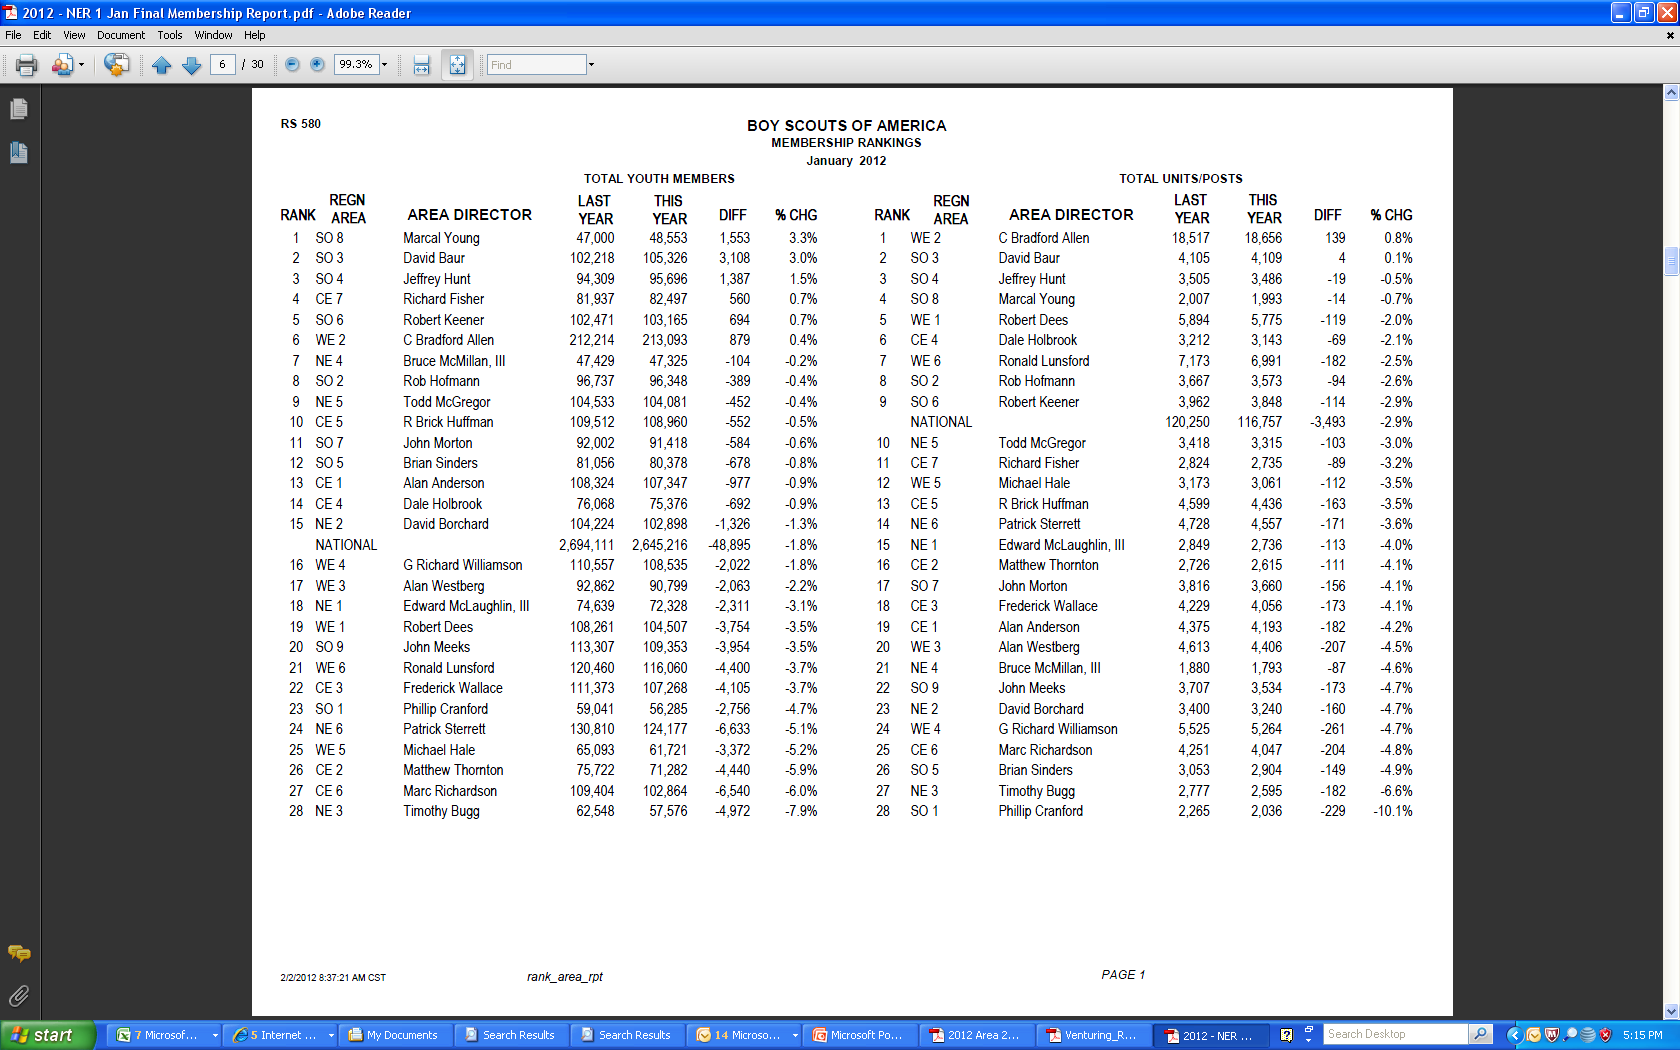 2012 - NER 1 Jan Final Membership Report.pdf - Adobe Reader
File Edit View Document Tools Window Help
6 / 30 99.3% Find
RS 580
BOY SCOUTS OF AMERICA
MEMBERSHIP RANKINGS
January 2012
TOTAL YOUTH MEMBERS TOTAL UNITS/POSTS
RANK REGN AREA AREA DIRECTOR LAST YEAR THIS YEAR DIFF % CHG RANK REGN AREA AREA DIRECTOR LAST YEAR THIS YEAR DIFF % CHG
1 SO 8 Marcal Young 47,000 48,553 1,553 3.3% 1 WE 2 C Bradford Allen 18,517 18,656 139 0.8%
2 SO 3 David Baur 102,218 105,326 3,108 3.0% 2 SO 3 David Baur 4,105 4,109 4 0.1%
3 SO 4 Jeffrey Hunt 94,309 95,696 1,387 1.5% 3 SO 4 Jeffrey Hunt 3,505 3,486 -19 -0.5%
4 CE 7 Richard Fisher 81,937 82,497 560 0.7% 4 SO 8 Marcal Young 2,007 1,993 -14 -0.7%
5 SO 6 Robert Keener 102,471 103,165 694 0.7% 5 WE 1 Robert Dees 5,894 5,775 -119 -2.0%
6 WE 2 C Bradford Allen 212,214 213,093 879 0.4% 6 CE 4 Dale Holbrook 3,212 3,143 -69 -2.1%
7 NE 4 Bruce McMillan, III 47,429 47,325 -104 -0.2% 7 WE 6 Ronald Lunsford 7,173 6,991 -182 -2.5%
8 SO 2 Rob Hofmann 96,737 96,348 -389 -0.4% 8 SO 2 Rob Hofmann 3,667 3,573 -94 -2.6%
9 NE 5 Todd McGregor 104,533 104,081 -452 -0.4% 9 SO 6 Robert Keener 3,962 3,848 -114 -2.9%
10 CE 5 R Brick Huffman 109,512 108,960 -552 -0.5% NATIONAL 120,250 116,757 -3,493 -2.9%
11 SO 7 John Morton 92,002 91,418 -584 -0.6% 10 NE 5 Todd McGregor 3,418 3,315 -103 -3.0%
12 SO 5 Brian Sinders 81,056 80,378 -678 -0.8% 11 CE 7 Richard Fisher 2,824 2,735 -89 -3.2%
13 CE 1 Alan Anderson 108,324 107,347 -977 -0.9% 12 WE 5 Michael Hale 3,173 3,061 -112 -3.5%
14 CE 4 Dale Holbrook 76,068 75,376 -692 -0.9% 13 CE 5 R Brick Huffman 4,599 4,436 -163 -3.5%
15 NE 2 David Borchard 104,224 102,898 -1,326 -1.3% 14 NE 6 Patrick Sterrett 4,728 4,557 -171 -3.6%
NATIONAL 2,694,111 2,645,216 -48,895 -1.8% 15 NE 1 Edward McLaughlin, III 2,849 2,736 -113 -4.0%
16 WE 4 G Richard Williamson 110,557 108,535 -2,022 -1.8% 16 CE 2 Matthew Thornton 2,726 2,615 -111 -4.1%
17 WE 3 Alan Westberg 92,862 90,799 -2,063 -2.2% 17 SO 7 John Morton 3,816 3,660 -156 -4.1%
18 NE 1 Edward McLaughlin, III 74,639 72,328 -2,311 -3.1% 18 CE 3 Frederick Wallace 4,229 4,056 -173 -4.1%
19 WE 1 Robert Dees 108,261 104,507 -3,754 -3.5% 19 CE 1 Alan Anderson 4,375 4,193 -182 -4.2%
20 SO 9 John Meeks 113,307 109,353 -3,954 -3.5% 20 WE 3 Alan Westberg 4,613 4,406 -207 -4.5%
21 WE 6 Ronald Lunsford 120,460 116,060 -4,400 -3.7% 21 NE 4 Bruce McMillan, III 1,880 1,793 -87 -4.6%
22 CE 3 Frederick Wallace 111,373 107,268 -4,105 -3.7% 22 SO 9 John Meeks 3,707 3,534 -173 -4.7%
23 SO 1 Phillip Cranford 59,041 56,285 -2,756 -4.7% 23 NE 2 David Borchard 3,400 3,240 -160 -4.7%
24 NE 6 Patrick Sterrett 130,810 124,177 -6,633 -5.1% 24 WE 4 G Richard Williamson 5,525 5,264 -261 -4.7%
25 WE 5 Michael Hale 65,093 61,721 -3,372 -5.2% 25 CE 6 Marc Richardson 4,251 4,047 -204 -4.8%
26 CE 2 Matthew Thornton 75,722 71,282 -4,440 -5.9% 26 SO 5 Brian Sinders 3,053 2,904 -149 -4.9%
27 CE 6 Marc Richardson 109,404 102,864 -6,540 -6.0% 27 NE 3 Timothy Bugg 2,777 2,595 -182 -6.6%
28 NE 3 Timothy Bugg 62,548 57,576 -4,972 -7.9% 28 SO 1 Phillip Cranford 2,265 2,036 -229 -10.1%
2/2/2012 8:37:21 AM CST rank_area_rpt PAGE 1
start 7 Microsof... 5 Internet ... My Documents Search Results Search Results 14 Microso... Microsoft Po... 2012 Area 2... Venturing_R... 2012 - NER ... Search Desktop 5:15 PM